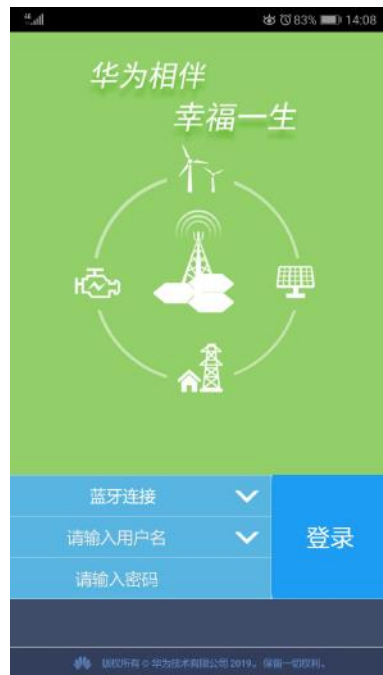 4G 83% 14:08
华为相伴
幸福一生
蓝牙连接
请输入用户名
登录
请输入密码
版权所有 © 华为技术有限公司 2019。保留一切权利。